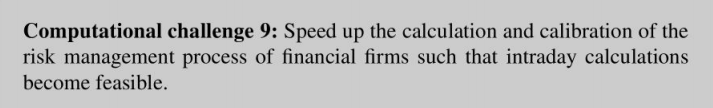 Computational challenge 9: Speed up the calculation and calibration of the
risk management process of financial firms such that intraday calculations
become feasible.